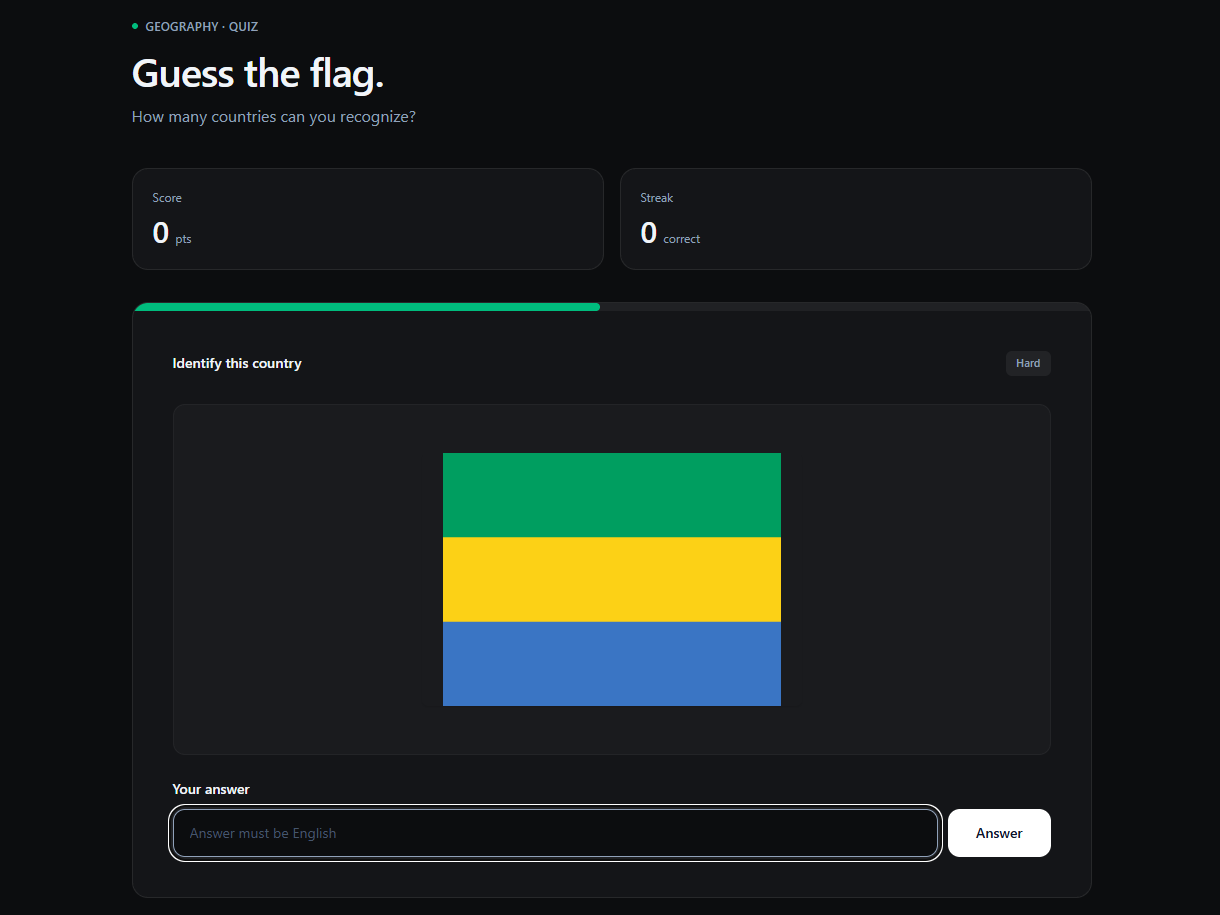 GEOGRAPHY · QUIZ
Guess the flag.
How many countries can you recognize?
Score
0 pts
Streak
0 correct
Identify this country
Hard
Your answer
Answer must be English
Answer